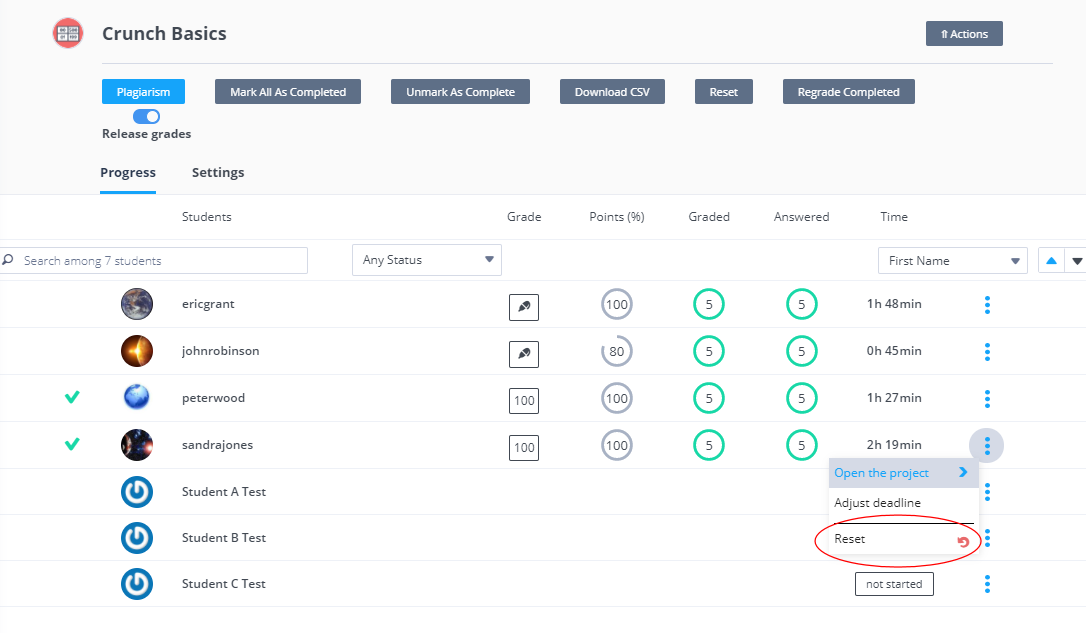 Crunch Basics
⇑ Actions
Plagiarism Mark All As Completed Unmark As Complete Download CSV Reset Regrade Completed
Release grades
Progress Settings
Students Grade Points (%) Graded Answered Time
Search among 7 students Any Status First Name
ericgrant 100 5 5 1h 48min
johnrobinson 80 5 5 0h 45min
peterwood 100 100 5 5 1h 27min
sandrajones 100 100 5 5 2h 19min
Open the project
Student A Test
Adjust deadline
Student B Test Reset
Student C Test not started